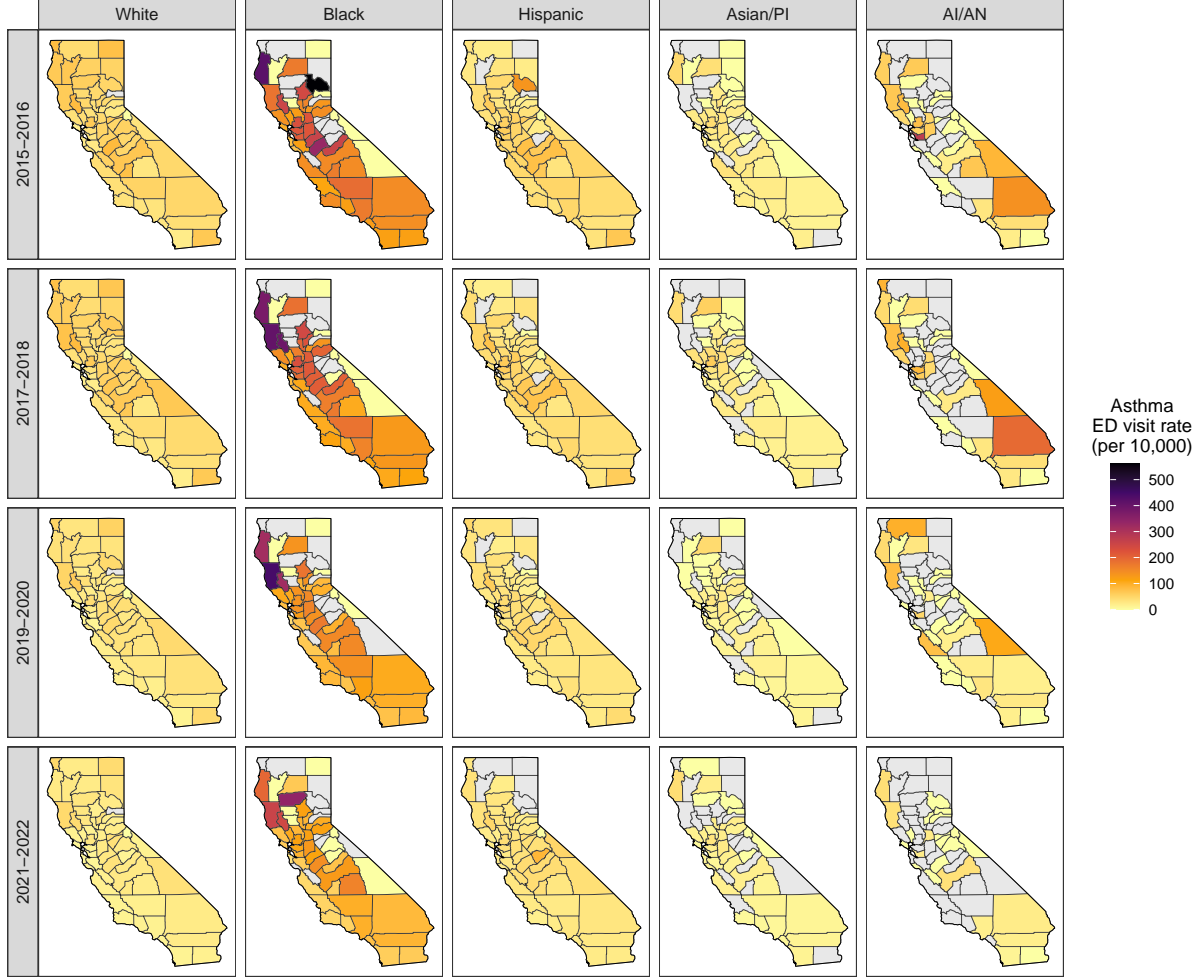 White
Black
Hispanic
Asian/PI
AI/AN
2015−2016
2017−2018
2019−2020
2021−2022
Asthma
ED visit rate
(per 10,000)
500
400
300
200
100
0